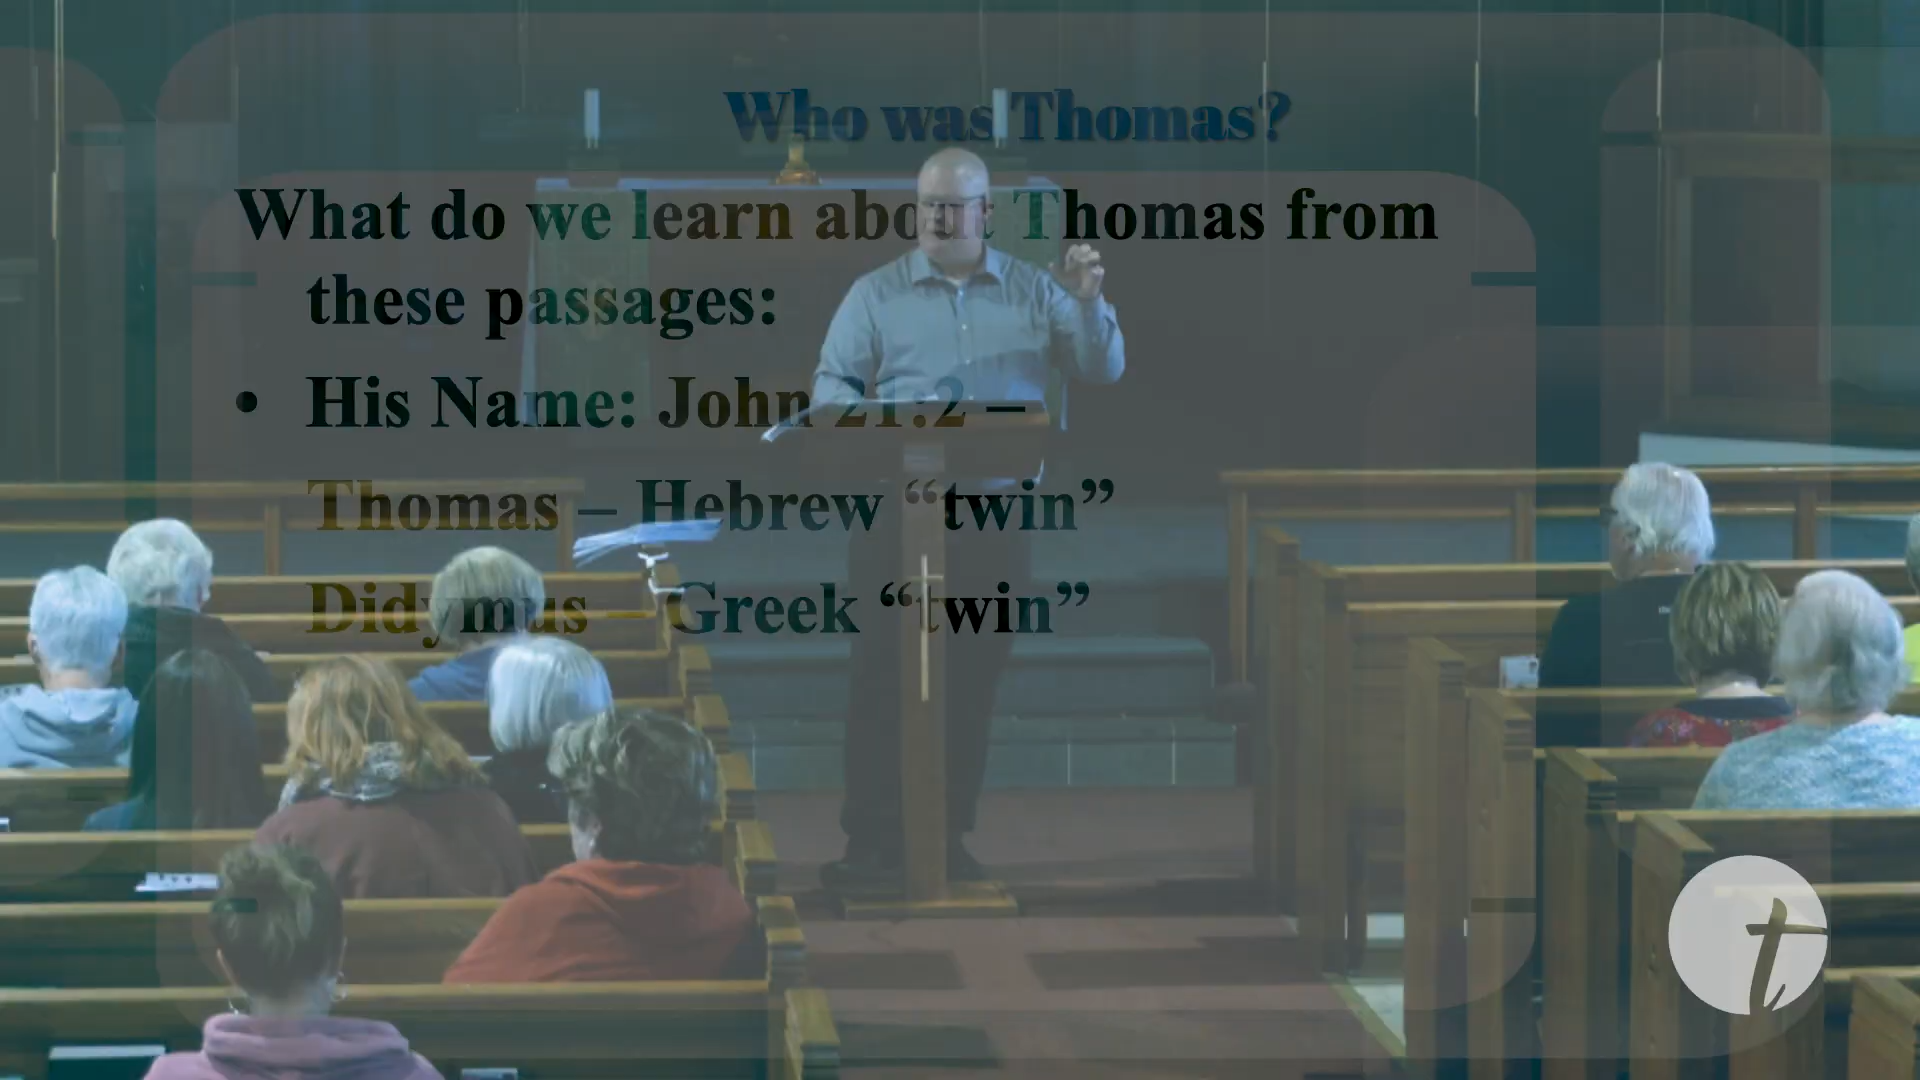 Who was Thomas?
What do we learn about Thomas from
these passages:
• His Name: John 21:2 –
Thomas – Hebrew “twin”
Didymus – Greek “twin”